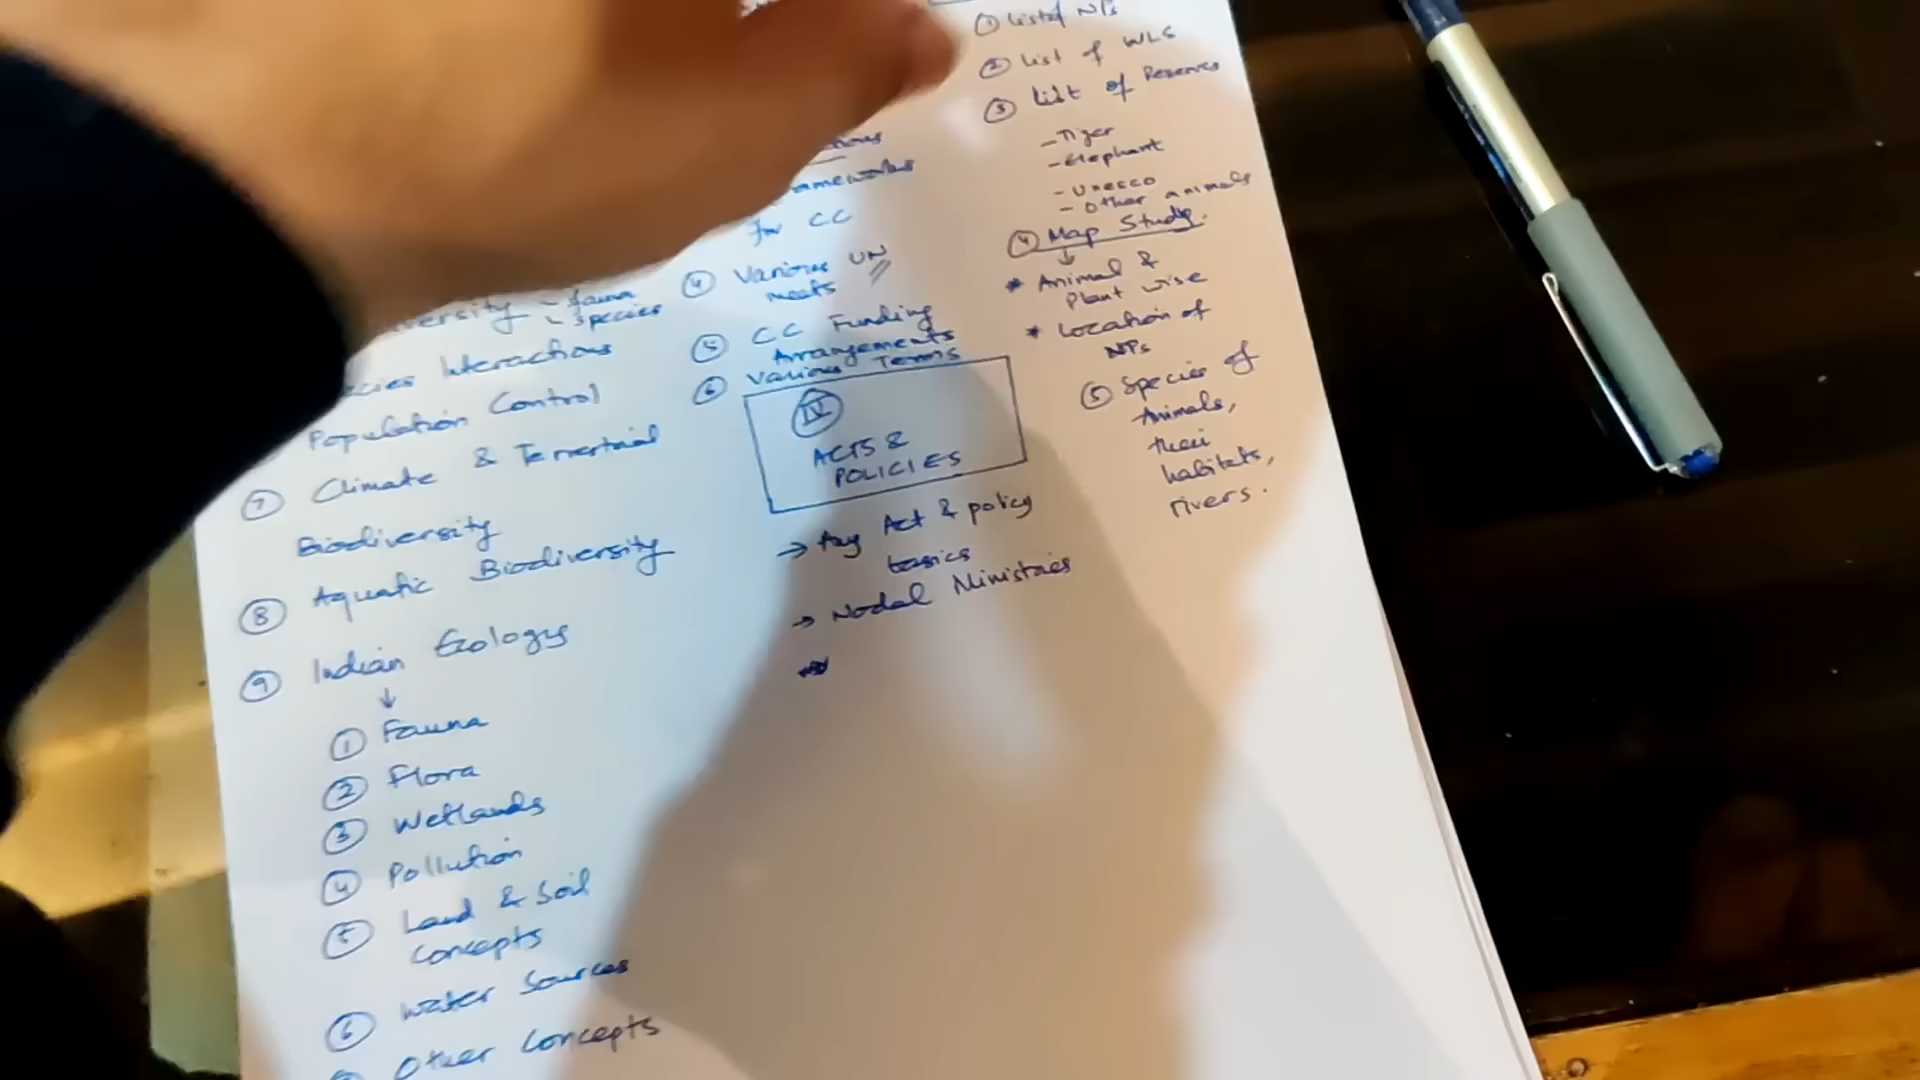 fauna
species
Interactions
Population Control
7 Climate & Terrestrial
Biodiversity
8 Aquatic Biodiversity
9 Indian Ecology
↓
1 Fauna
2 Flora
3 Wetlands
4 Pollution
5 Land & Soil
Concepts
6 Water Sources
Other Concepts
for CC
4 Various UN
meets
5 CC Funding
Arrangements
6 Various Terms
IV
ACTS &
POLICIES
→ Any Act & policy
basics
→ Nodal Ministries
1 List of NPs
2 List of WLS
3 List of Reserves
- Tiger
- Elephant
- Unesco
- Other animals
4 Map Study.
↓
* Animal &
Plant wise
* Location of
NPs
5 Species of
Animals,
their
habitats,
rivers.